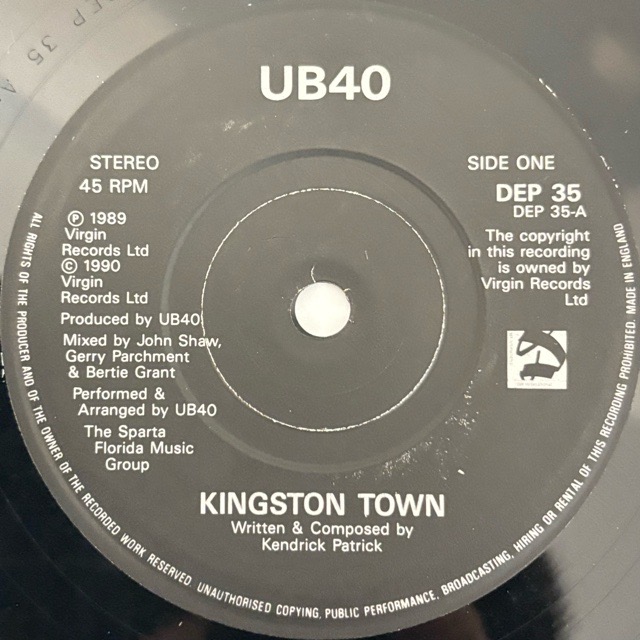 DEP 35 A
UB40
STEREO
45 RPM
Ⓟ 1989
Virgin
Records Ltd
© 1990
Virgin
Records Ltd
Produced by UB40
Mixed by John Shaw,
Gerry Parchment
& Bertie Grant
Performed &
Arranged by UB40
The Sparta
Florida Music
Group
SIDE ONE
DEP 35
DEP 35-A
The copyright
in this recording
is owned by
Virgin Records
Ltd
KINGSTON TOWN
Written & Composed by
Kendrick Patrick
ALL RIGHTS OF THE PRODUCER AND OF THE OWNER OF THE RECORDED WORK RESERVED. UNAUTHORISED COPYING, PUBLIC PERFORMANCE, BROADCASTING, HIRING OR RENTAL OF THIS RECORDING PROHIBITED. MADE IN ENGLAND